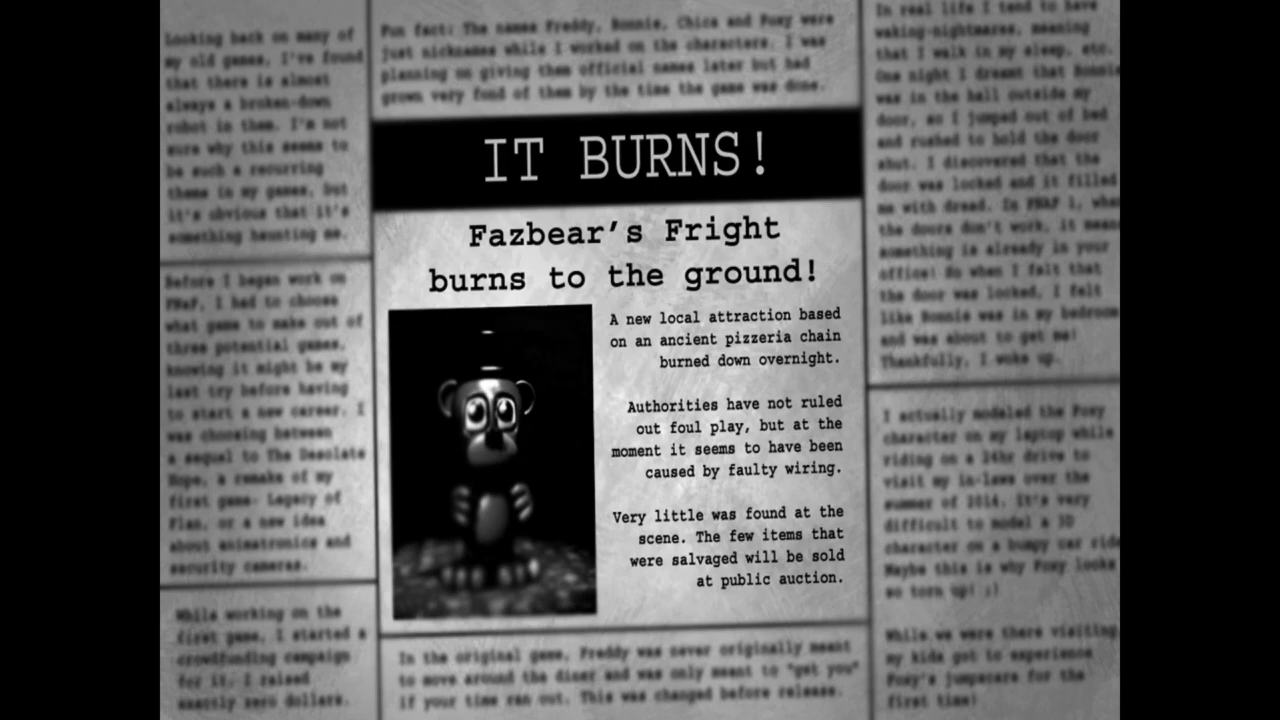 Looking back on many of
my old games, I've found
that there is almost
always a broken-down
robot in them. I'm not
sure why this seems to
be such a recurring
theme in my games, but
it's obvious that it's
something haunting me.
Before I began work on
FNaF, I had to choose
what game to make out of
three potential games,
knowing it might be my
last try before having
to start a new career. I
was choosing between
a sequel to The Desolate
Hope, a remake of my
first game- Legacy of
Flan, or a new idea
about animatronics and
security cameras.
While working on the
first game, I started a
crowdfunding campaign
for it. I raised
exactly zero dollars.
Fun fact: The names Freddy, Bonnie, Chica and Foxy were
just nicknames while I worked on the characters. I was
planning on giving them official names later but had
grown very fond of them by the time the game was done.
IT BURNS!
Fazbear's Fright
burns to the ground!
A new local attraction based
on an ancient pizzeria chain
burned down overnight.
Authorities have not ruled
out foul play, but at the
moment it seems to have been
caused by faulty wiring.
Very little was found at the
scene. The few items that
were salvaged will be sold
at public auction.
In the original game, Freddy was never originally meant
to move around the diner and was only meant to "get you"
if your time ran out. This was changed before release.
In real life I tend to have
waking-nightmares, meaning
that I walk in my sleep, etc.
One night I dreamt that Bonnie
was in the hall outside my
door, so I jumped out of bed
and rushed to hold the door
shut. I discovered that the
door was locked and it filled
me with dread. In FNAF 1, when
the doors don't work, it means
something is already in your
office! So when I felt that
the door was locked, I felt
like Bonnie was in my bedroom
and was about to get me!
Thankfully, I woke up.
I actually modeled the Foxy
character on my laptop while
riding on a 14hr drive to
visit my in-laws over the
summer of 2014. It's very
difficult to model a 3D
character on a bumpy car ride
Maybe this is why Foxy looks
so torn up! ;)
While we were there visiting,
my kids got to experience
Foxy's jumpscare for the
first time!